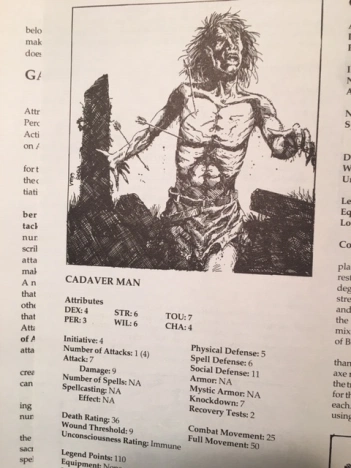 belo
mak
does
GA
Attr
Perc
Acti
on A
for t
the c
tiati
ber
tack
nur
scril
atta
mal
A n
that
othe
that
Atta
of A
atta
crea
can
ing
nur
the
sacr
CADAVER MAN
Attributes
DEX: 4 STR: 6 TOU: 7
PER: 3 WIL: 6 CHA: 4
Initiative: 4
Number of Attacks: 1 (4)
Attack: 7
Damage: 9
Number of Spells: NA
Spellcasting: NA
Effect: NA
Death Rating: 36
Wound Threshold: 9
Unconsciousness Rating: Immune
Legend Points: 110
Equipment:
Physical Defense: 5
Spell Defense: 6
Social Defense: 11
Armor: NA
Mystic Armor: NA
Knockdown: 7
Recovery Tests: 2
Combat Movement: 25
Full Movement: 50
D
W
Un
Le
Eq
Lo
Co
pla
rest
deg
stre
and
the
mix
of B
than
axe
the t
for th
each
using